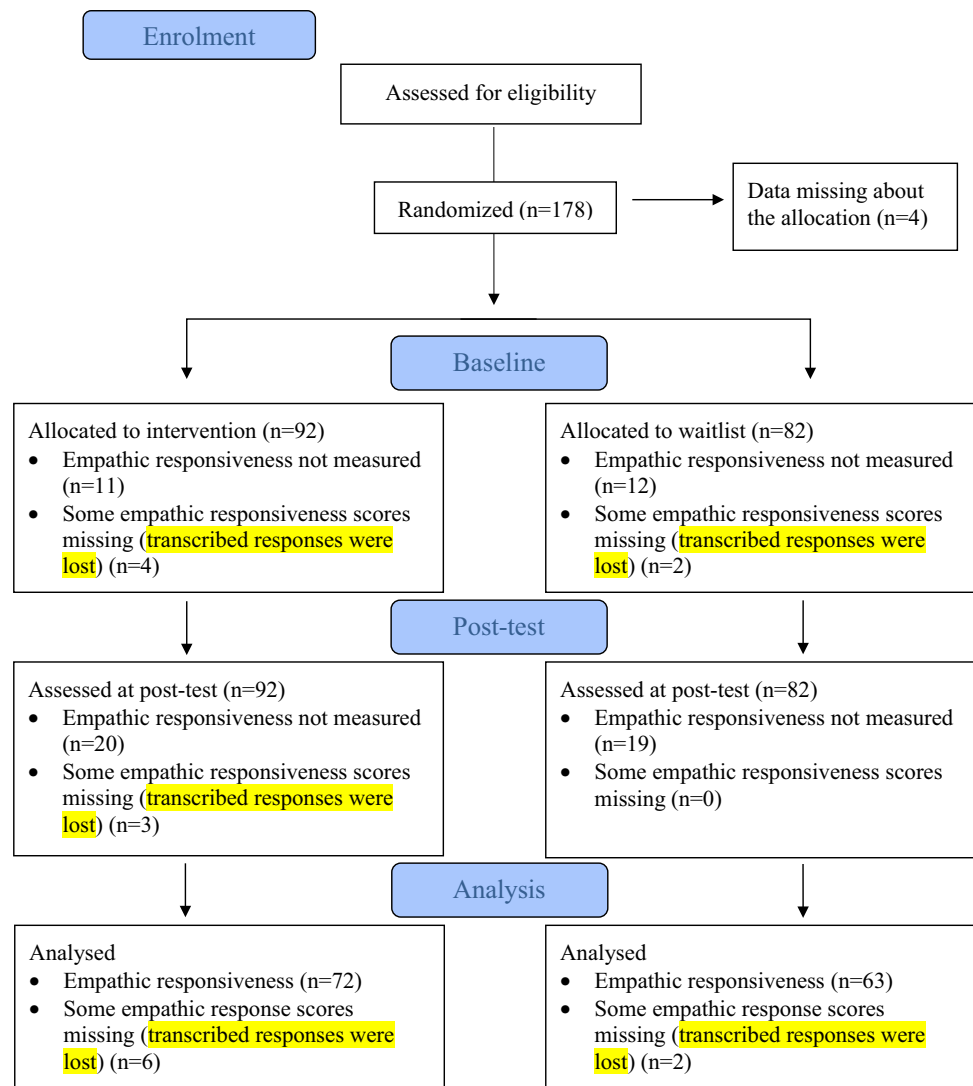 Enrolment
Assessed for eligibility
Randomized (n=178)
Data missing about
the allocation (n=4)
Baseline
Allocated to intervention (n=92)
• Empathic responsiveness not measured
(n=11)
• Some empathic responsiveness scores
missing (transcribed responses were
lost) (n=4)
Allocated to waitlist (n=82)
• Empathic responsiveness not measured
(n=12)
• Some empathic responsiveness scores
missing (transcribed responses were
lost) (n=2)
Post-test
Assessed at post-test (n=92)
• Empathic responsiveness not measured
(n=20)
• Some empathic responsiveness scores
missing (transcribed responses were
lost) (n=3)
Assessed at post-test (n=82)
• Empathic responsiveness not measured
(n=19)
• Some empathic responsiveness scores
missing (n=0)
Analysis
Analysed
• Empathic responsiveness (n=72)
• Some empathic response scores
missing (transcribed responses were
lost) (n=6)
Analysed
• Empathic responsiveness (n=63)
• Some empathic response scores
missing (transcribed responses were
lost) (n=2)